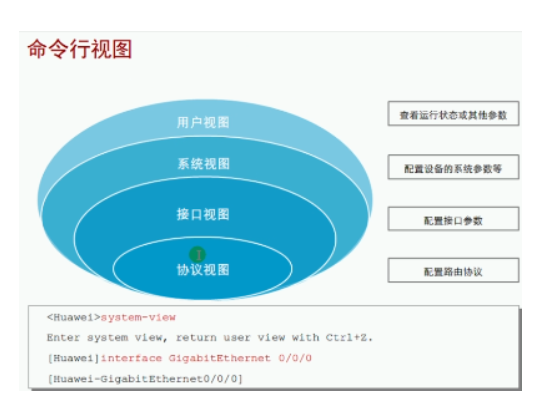 命令行视图
用户视图
查看运行状态或其他参数
系统视图
配置设备的系统参数等
接口视图
配置接口参数
协议视图
配置路由协议
<Huawei>system-view
Enter system view, return user view with Ctrl+Z.
[Huawei]interface GigabitEthernet 0/0/0
[Huawei-GigabitEthernet0/0/0]